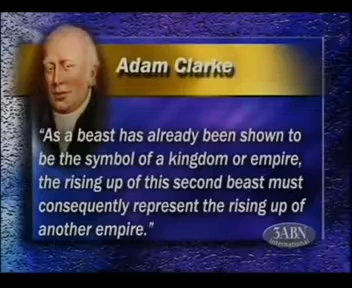 Adam Clarke
"As a beast has already been shown to
be the symbol of a kingdom or empire,
the rising up of this second beast must
consequently represent the rising up of
another empire."
3ABN
International